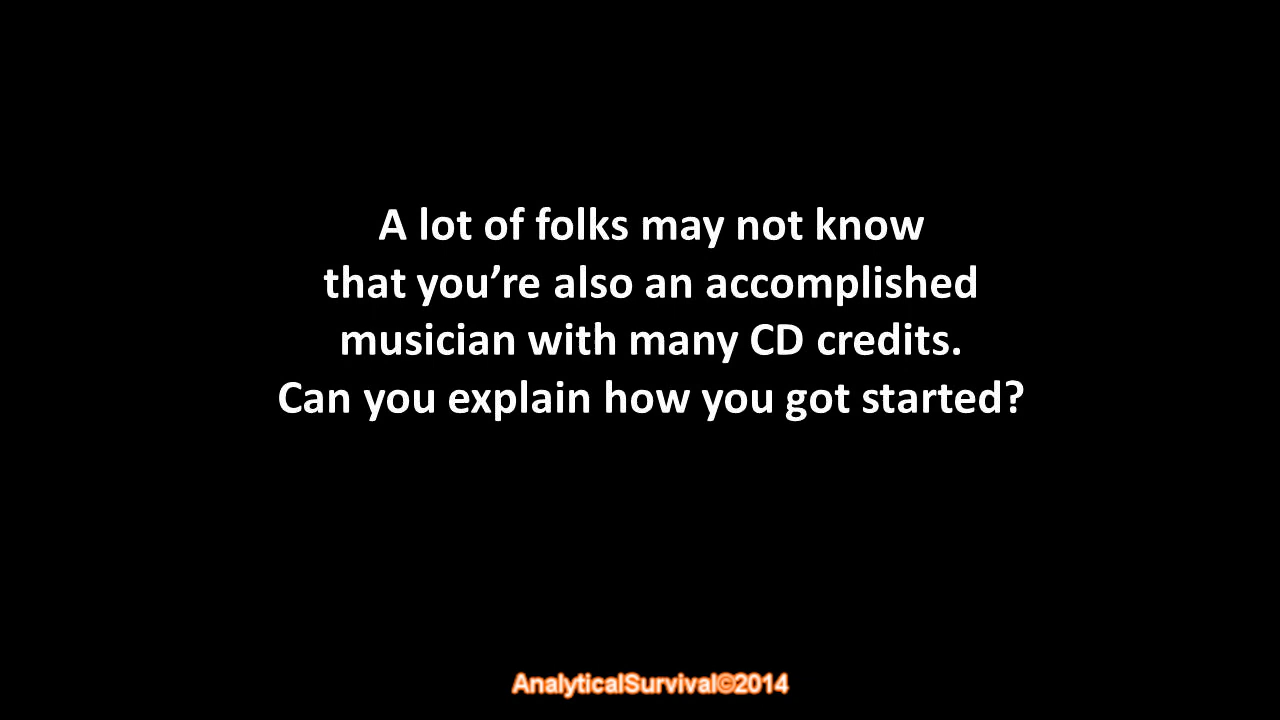 A lot of folks may not know
that you’re also an accomplished
musician with many CD credits.
Can you explain how you got started?
AnalyticalSurvival©2014